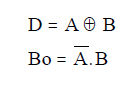 D = A ⊕ B
Bo = A̅.B